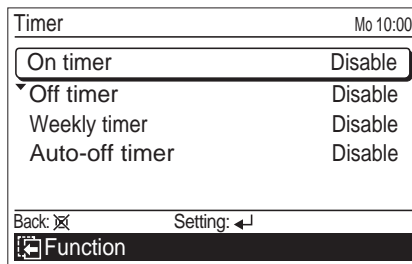 Timer Mo 10:00
On timer Disable
Off timer Disable
Weekly timer Disable
Auto-off timer Disable
Back: Setting:
Function